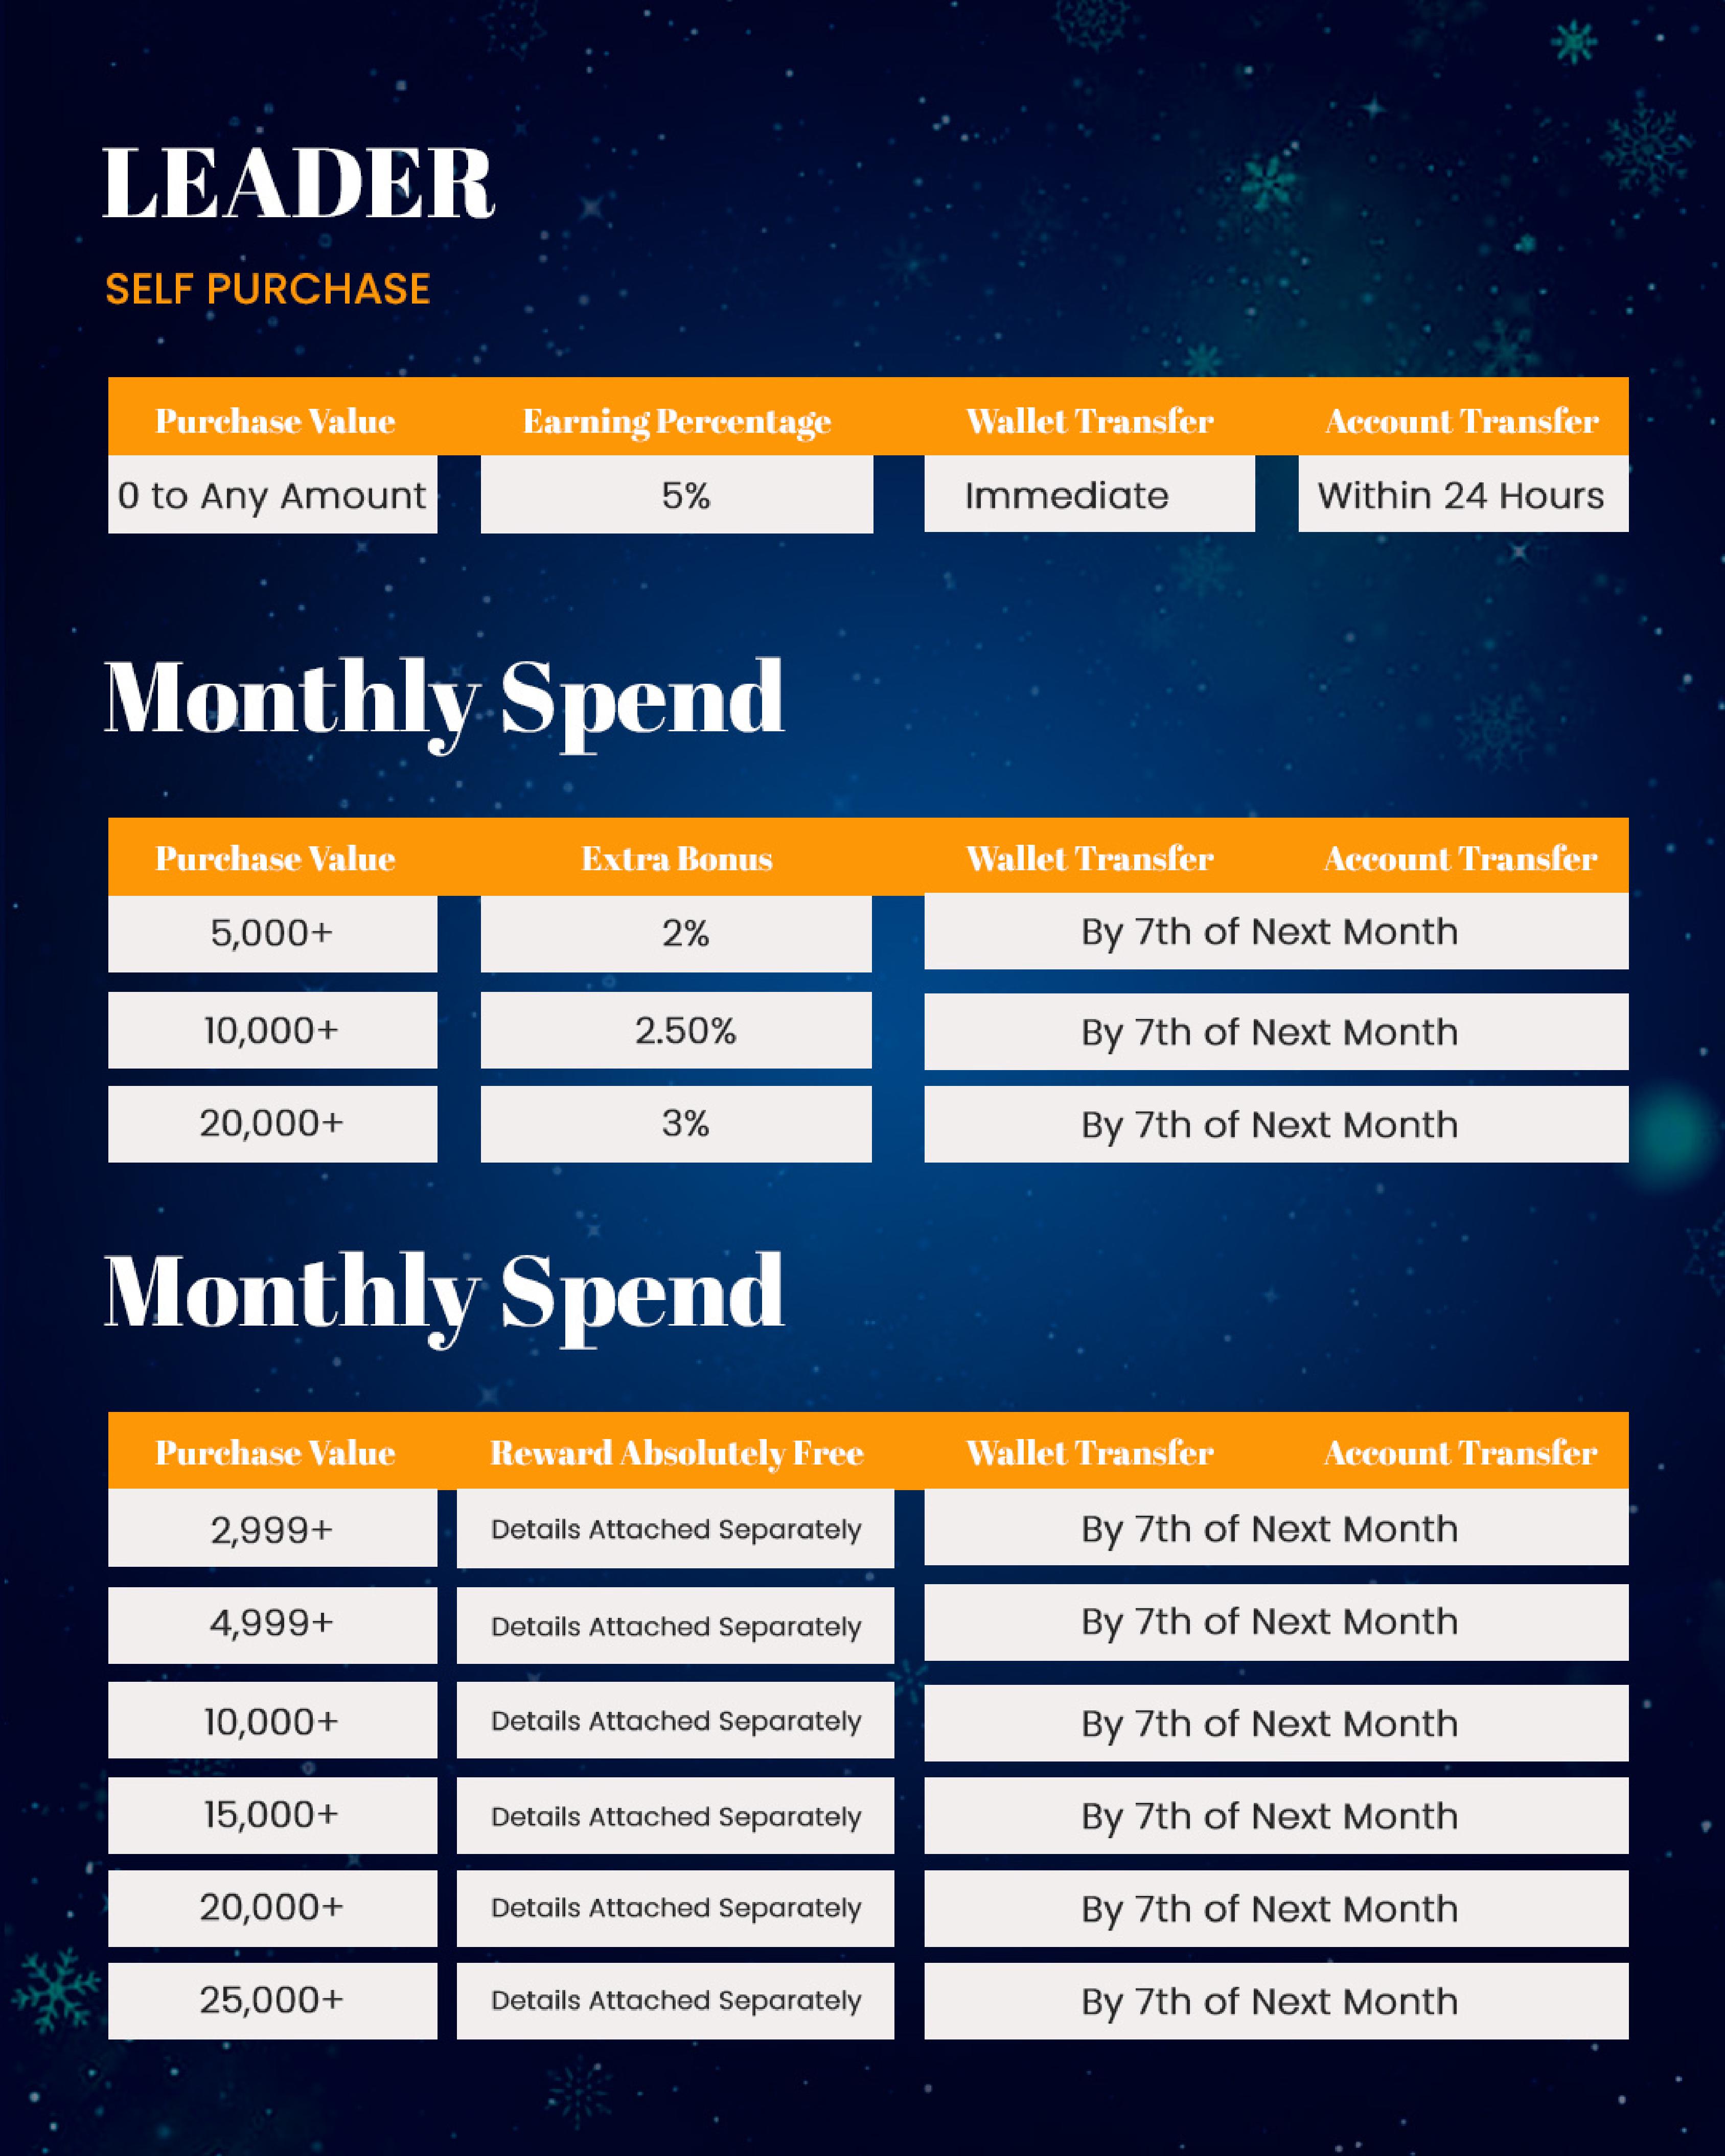 LEADER
SELF PURCHASE
Purchase Value Earning Percentage Wallet Transfer Account Transfer
0 to Any Amount 5% Immediate Within 24 Hours
Monthly Spend
Purchase Value Extra Bonus Wallet Transfer Account Transfer
5,000+ 2% By 7th of Next Month
10,000+ 2.50% By 7th of Next Month
20,000+ 3% By 7th of Next Month
Monthly Spend
Purchase Value Reward Absolutely Free Wallet Transfer Account Transfer
2,999+ Details Attached Separately By 7th of Next Month
4,999+ Details Attached Separately By 7th of Next Month
10,000+ Details Attached Separately By 7th of Next Month
15,000+ Details Attached Separately By 7th of Next Month
20,000+ Details Attached Separately By 7th of Next Month
25,000+ Details Attached Separately By 7th of Next Month